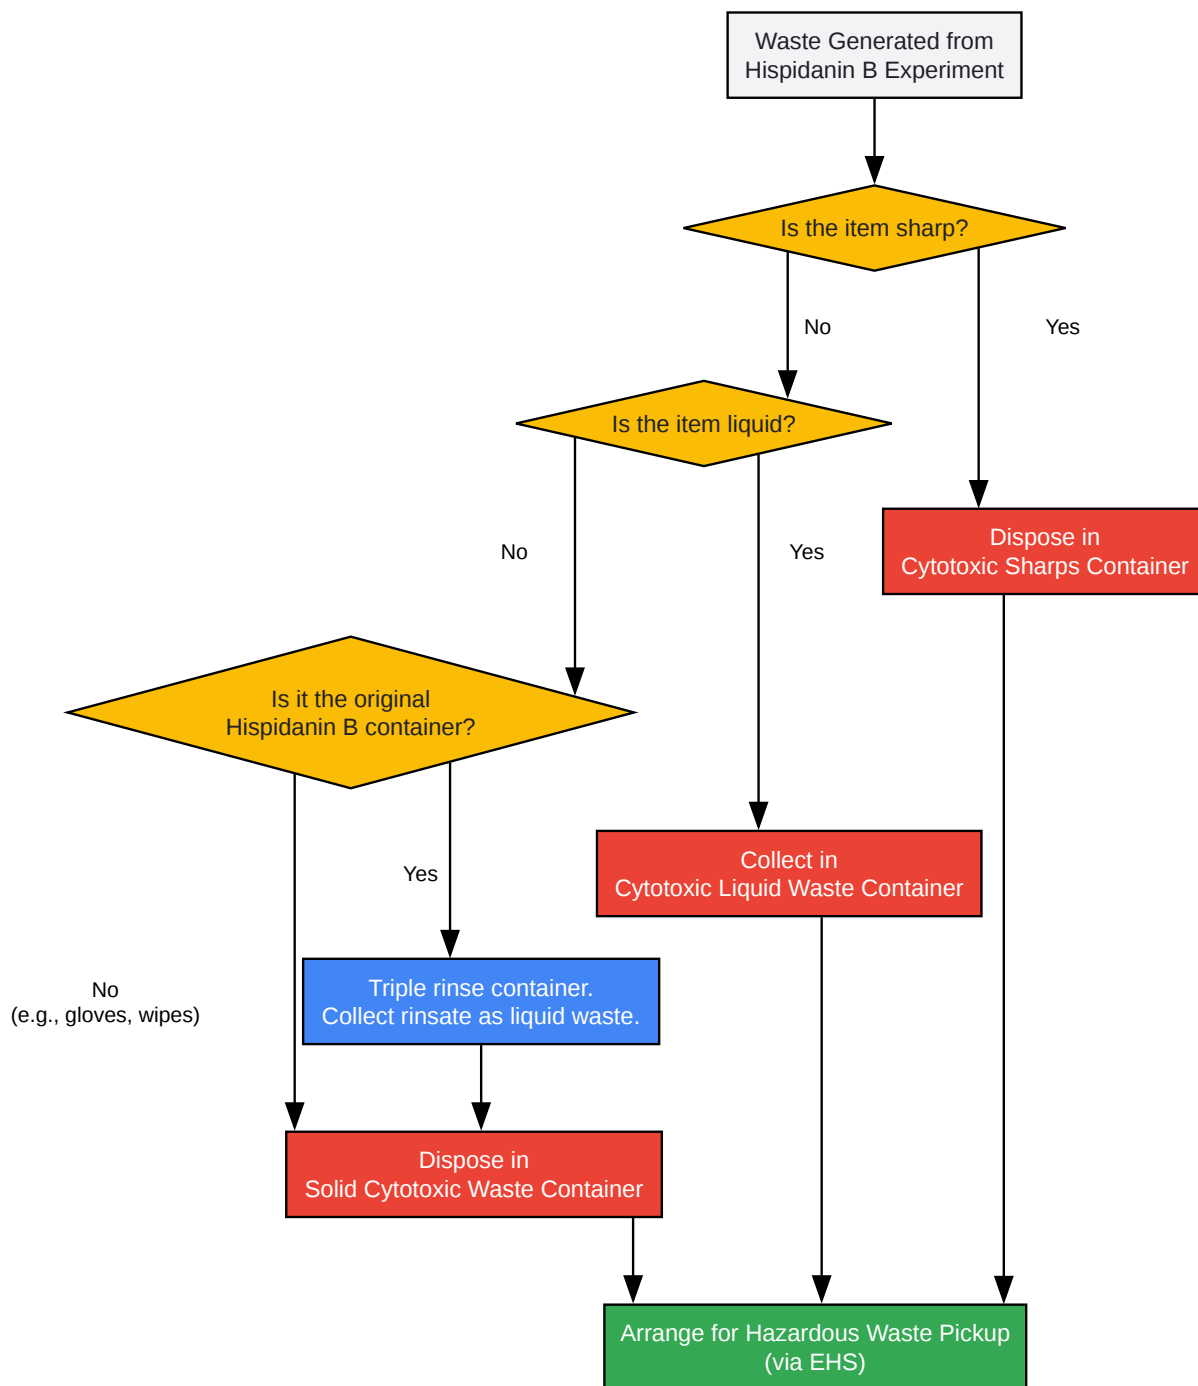 Waste Generated from
Hispidanin B Experiment
Is the item sharp?
No
Yes
Is the item liquid?
No
Yes
Dispose in
Cytotoxic Sharps Container
Is it the original
Hispidanin B container?
Yes
Collect in
Cytotoxic Liquid Waste Container
No
(e.g., gloves, wipes)
Triple rinse container.
Collect rinsate as liquid waste.
Dispose in
Solid Cytotoxic Waste Container
Arrange for Hazardous Waste Pickup
(via EHS)